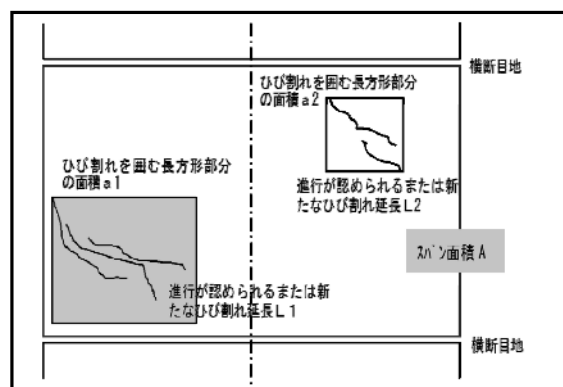 横断目地
ひび割れを囲む長方形部分
の面積a2
ひび割れを囲む長方形部分
の面積a1
進行が認められるまたは新
たなひび割れ延長L2
ｽﾊﾟﾝ面積A
進行が認められるまたは新
たなひび割れ延長L1
横断目地